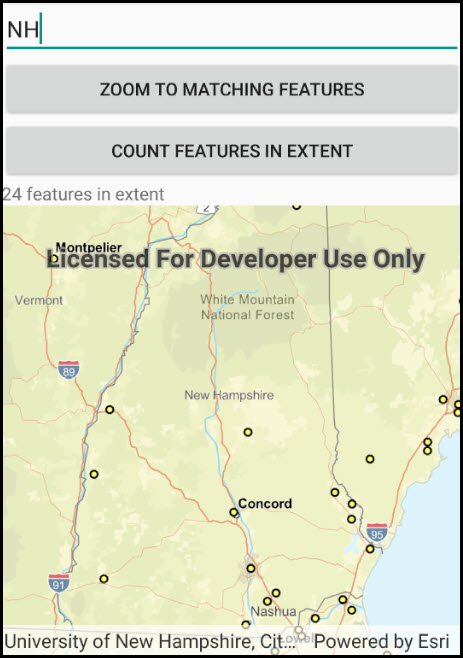 NH
ZOOM TO MATCHING FEATURES
COUNT FEATURES IN EXTENT
24 features in extent
2
Montpelier
Licensed For Developer Use Only
Vermont
White Mountain
National Forest
89
New Hampshire
Concord
95
91
Nashua
Lowell
University of New Hampshire, Cit... Powered by Esri